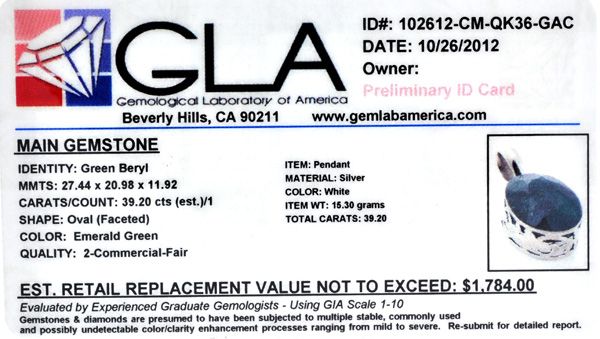 GLA
Gemological Laboratory of America
Beverly Hills, CA 90211 www.gemlabamerica.com
ID#: 102612-CM-QK36-GAC
DATE: 10/26/2012
Owner:
Preliminary ID Card
MAIN GEMSTONE
IDENTITY: Green Beryl
MMTS: 27.44 x 20.98 x 11.92
CARATS/COUNT: 39.20 cts (est.)/1
SHAPE: Oval (Faceted)
COLOR: Emerald Green
QUALITY: 2-Commercial-Fair
ITEM: Pendant
MATERIAL: Silver
COLOR: White
ITEM WT: 15.30 grams
TOTAL CARATS: 39.20
EST. RETAIL REPLACEMENT VALUE NOT TO EXCEED: $1,784.00
Evaluated by Experienced Graduate Gemologists - Using GIA Scale 1-10
Gemstones & diamonds are presumed to have been subjected to multiple stable, commonly used
and possibly undetectable color/clarity enhancement processes ranging from mild to severe. Re-submit for detailed report.